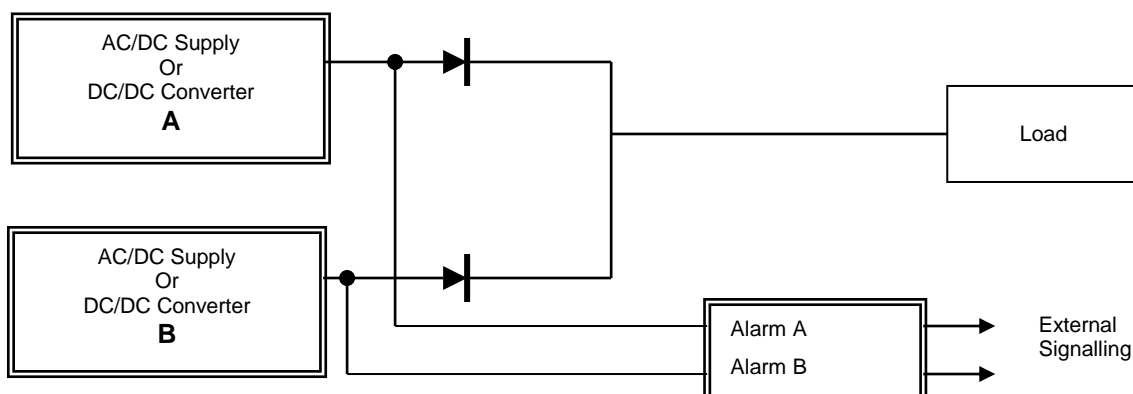 AC/DC Supply
Or
DC/DC Converter
A
Load
AC/DC Supply
Or
DC/DC Converter
B
Alarm A
Alarm B
External
Signalling